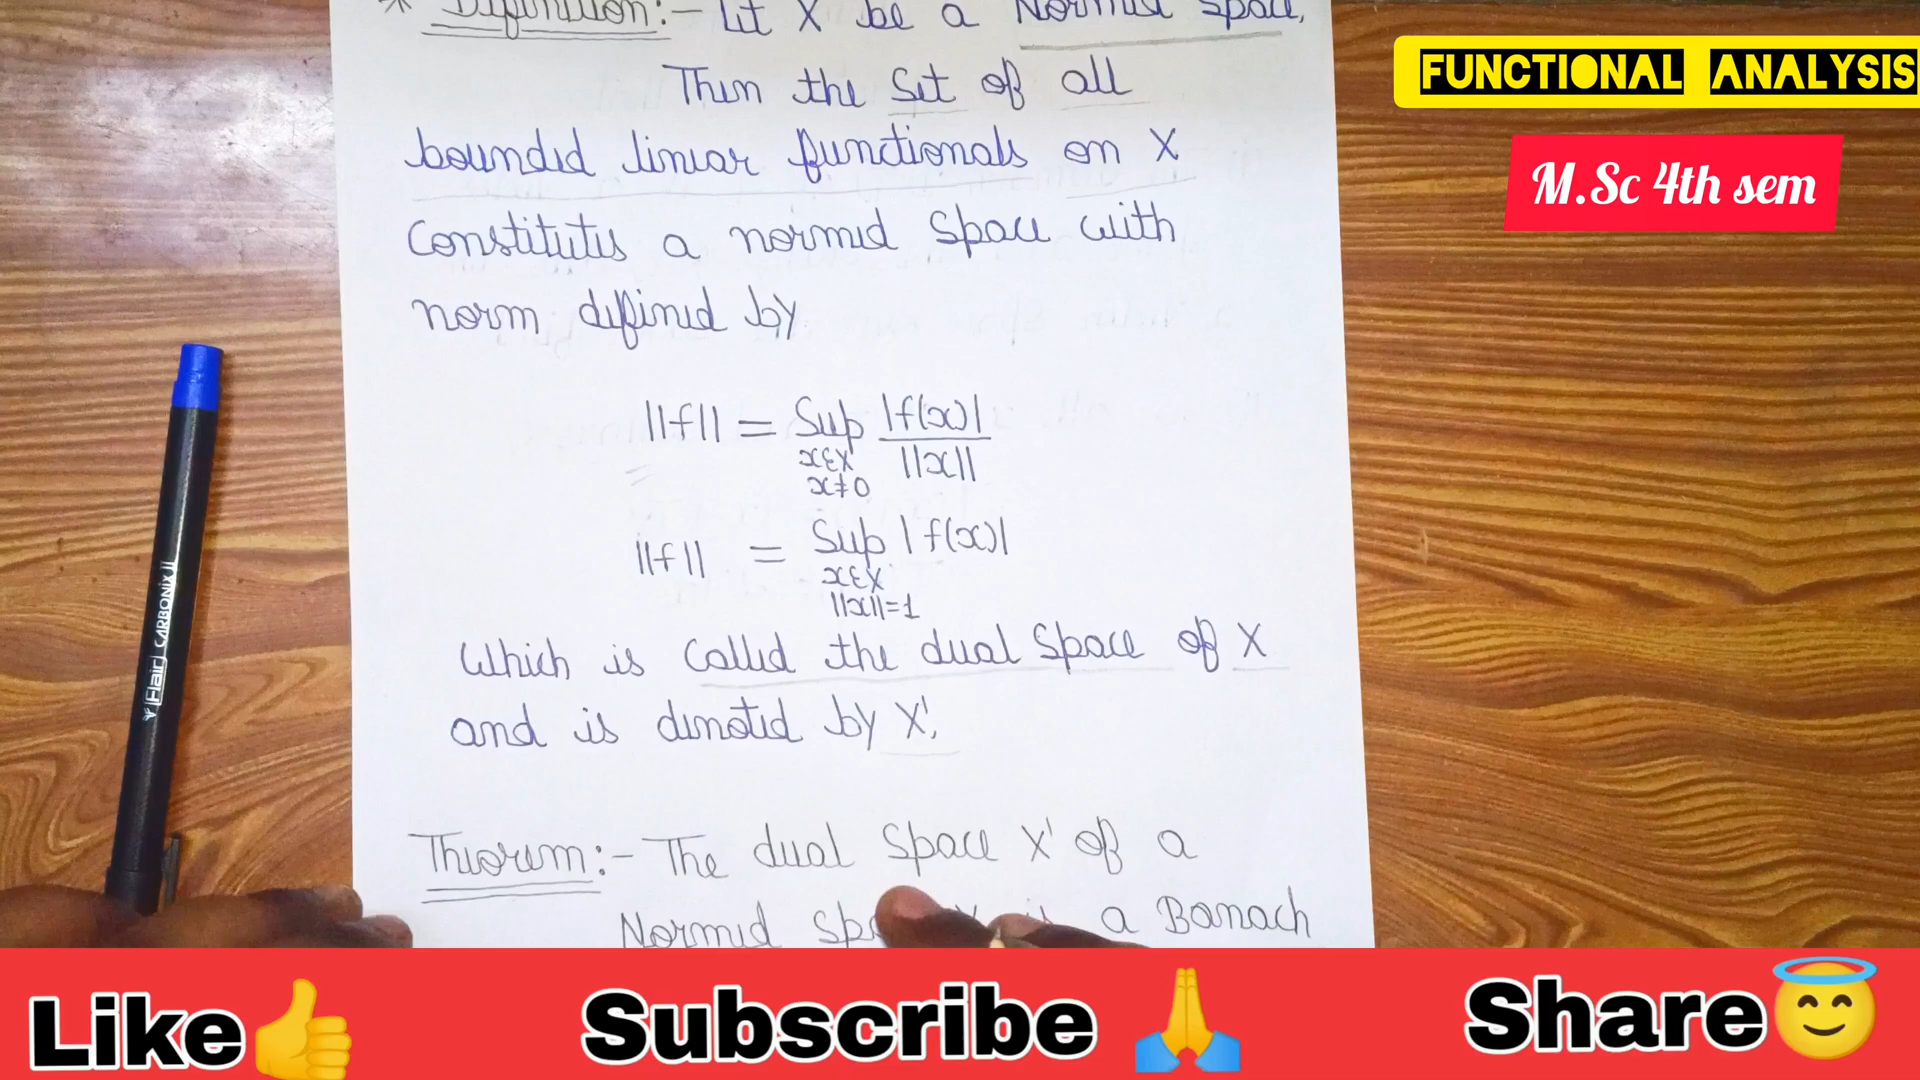 * Definition:- Let X be a Normed space,
Then the set of all
bounded linear functionals on X
Constitutes a normed space with
norm defined by
||f|| = Sup |f(x)| / ||x||
x∈X
x≠0
||f|| = Sup |f(x)|
x∈X
||x||=1
Which is called the dual space of X
and is denoted by X'.
Theorem:- The dual space X' of a
Normed X is a Banach
FUNCTIONAL ANALYSIS
M.Sc 4th sem
Flair CARBONIX
Like
Subscribe
Share